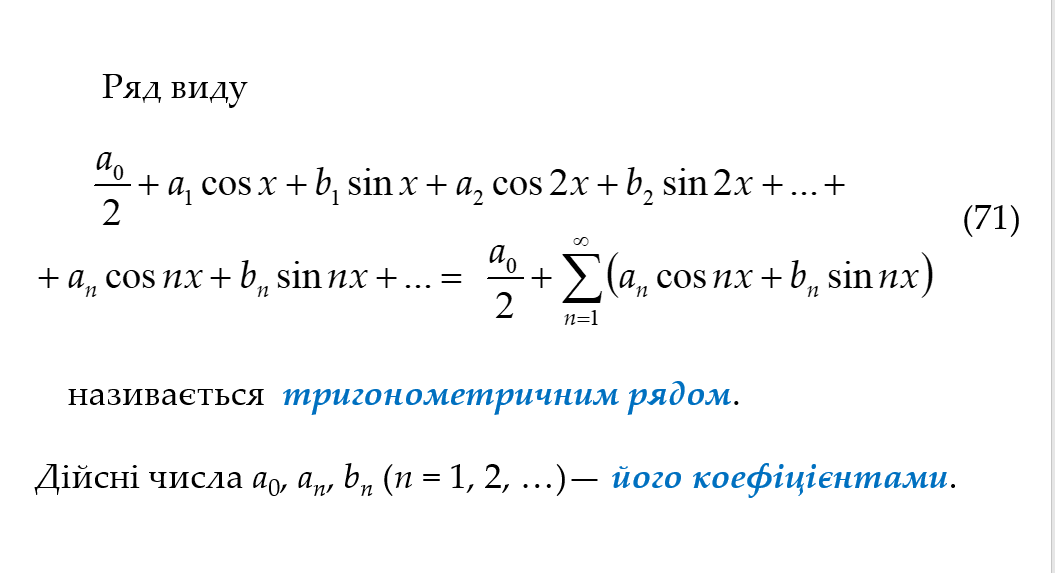 Ряд виду
a₀/2 + a₁ cos x + b₁ sin x + a₂ cos 2x + b₂ sin 2x + ... +
(71)
+ aₙ cos nx + bₙ sin nx + ... = a₀/2 + ∑_{n=1}^{∞} (aₙ cos nx + bₙ sin nx)
називається тригонометричним рядом.
Дійсні числа a₀, aₙ, bₙ (n = 1, 2, …)— його коефіцієнтами.